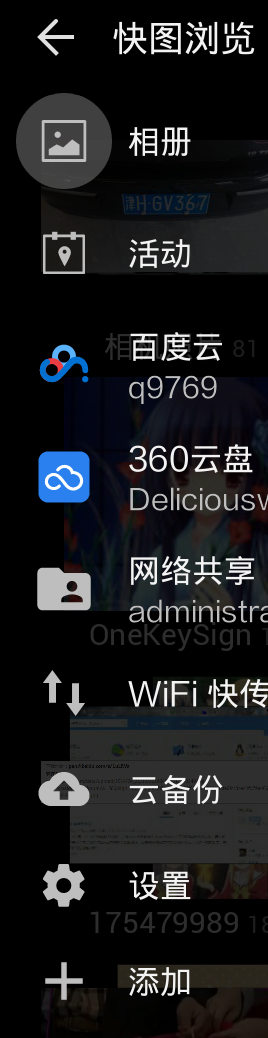 快图浏览
相册
津H·GV367
活动
81
百度云
q9769
360云盘
Deliciousw
网络共享
administra
OneKeySign
WiFi 快传
云备份
设置
175479989 18
添加